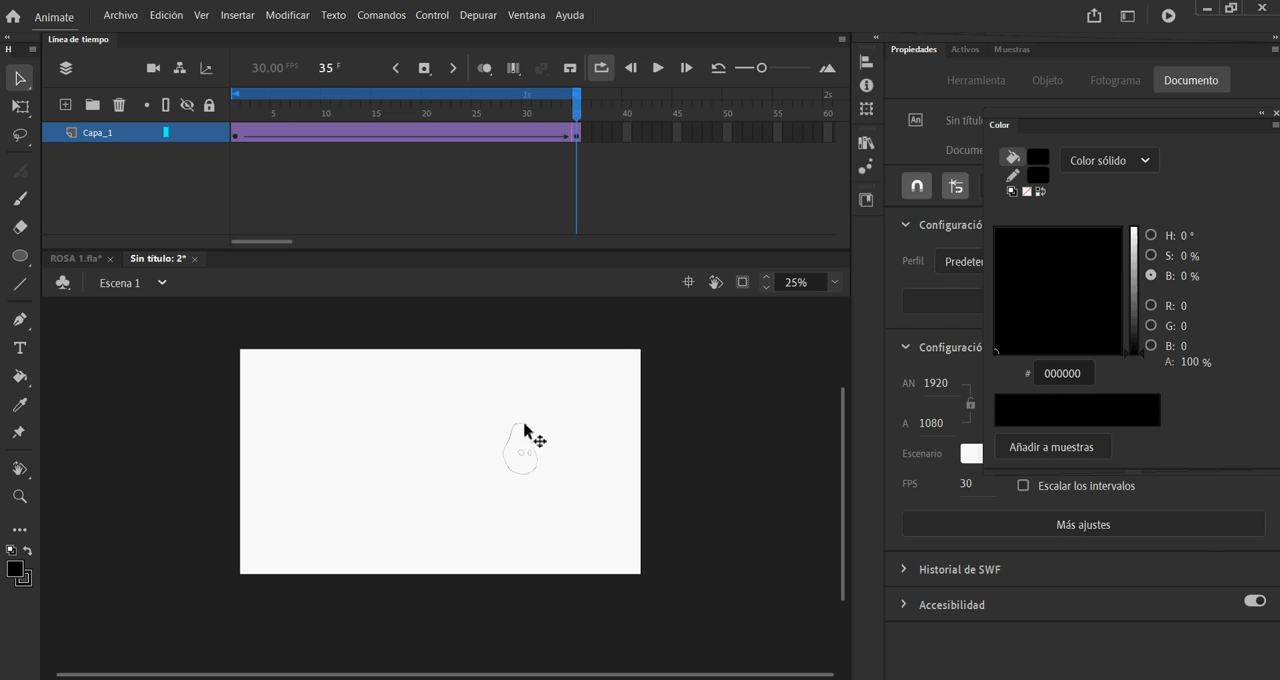 Animate Archivo Edición Ver Insertar Modificar Texto Comandos Control Depurar Ventana Ayuda
Línea de tiempo
H
30.00 FPS 35 F
1s 2s
5 10 15 20 25 30 40 45 50 55 60
Capa_1
ROSA 1.fla* Sin título: 2*
Escena 1 25%
Propiedades Activos Muestras
Herramienta Objeto Fotografía Documento
An Sin títul
Docume
Configuració
Perfil Predeter
Configuració
AN 1920
A 1080
Escenario
FPS 30 Escalar los intervalos
Más ajustes
Historial de SWF
Accesibilidad
Color
Color sólido
H: 0 °
S: 0 %
B: 0 %
R: 0
G: 0
B: 0
A: 100 %
# 000000
Añadir a muestras